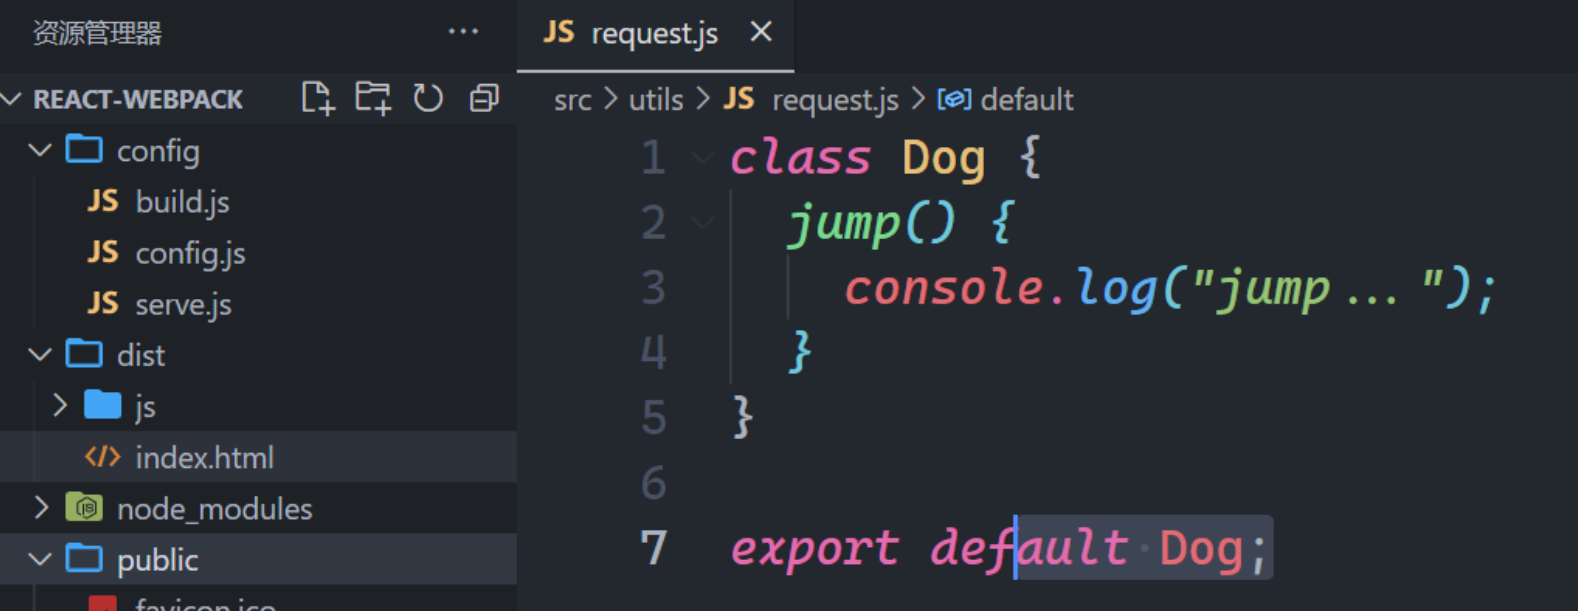 资源管理器 ...
REACT-WEBPACK
config
JS build.js
JS config.js
JS serve.js
dist
js
</> index.html
node_modules
public
favicon.ico
JS request.js ×
src > utils > JS request.js > default
1 class Dog {
2 jump() {
3 console.log("jump...");
4 }
5 }
6
7 export default Dog;